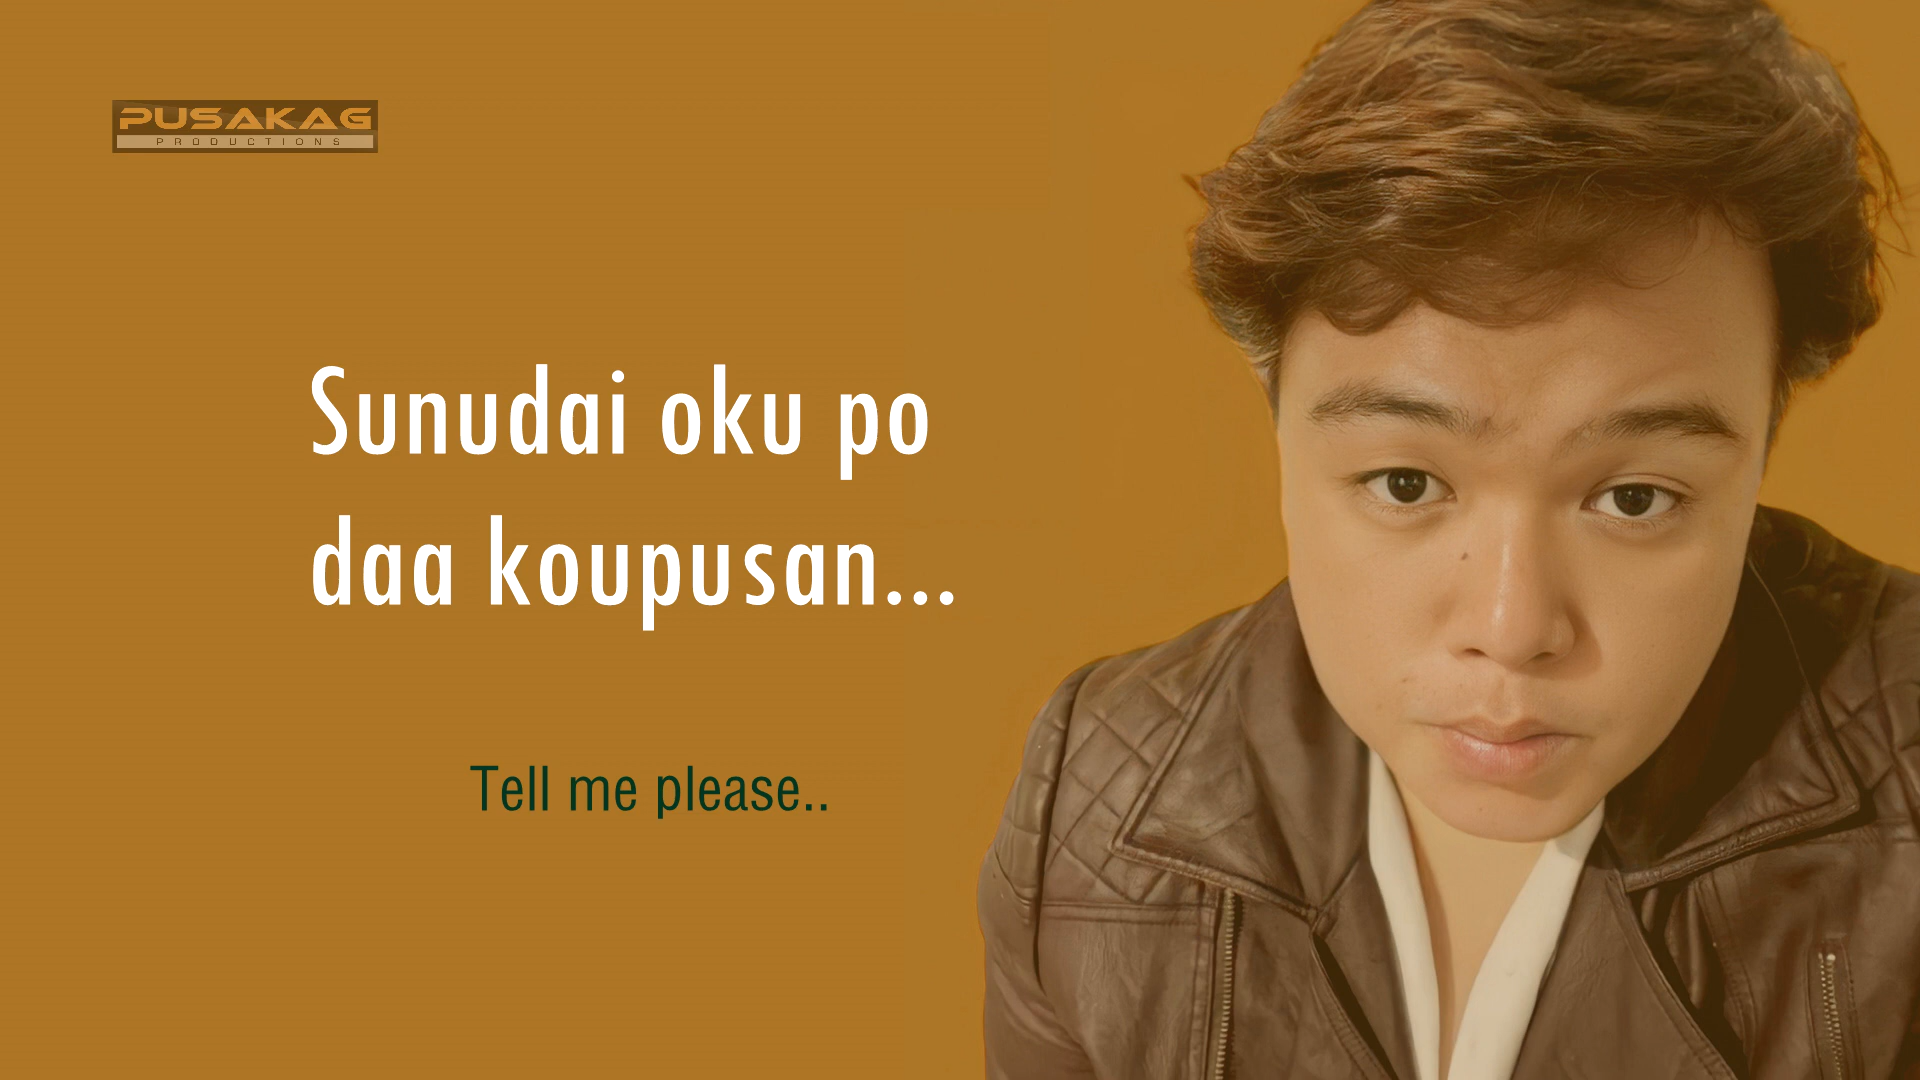 PUSAKAG
PRODUCTIONS
Sunudai oku po
daa koupusan...
Tell me please..